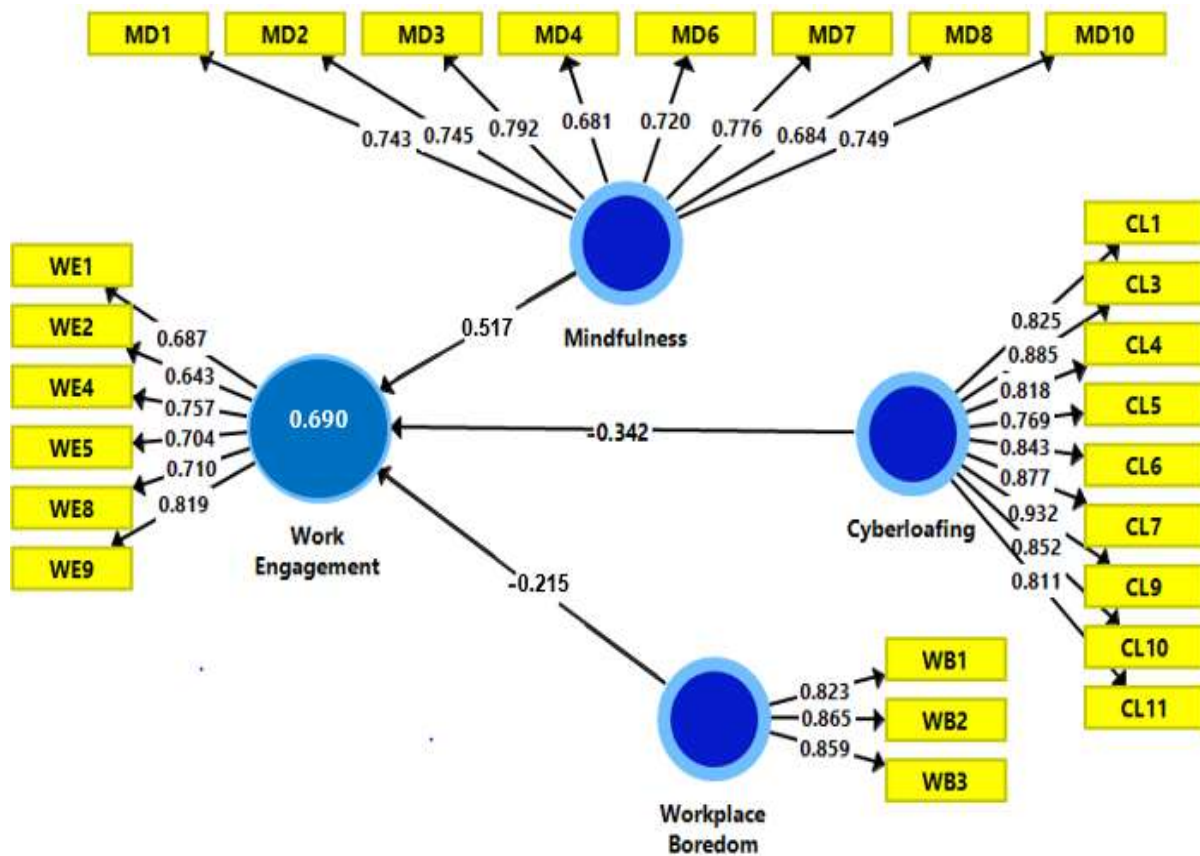 MD1 MD2 MD3 MD4 MD6 MD7 MD8 MD10
0.743 0.745 0.792 0.681 0.720 0.776 0.684 0.749
Mindfulness
WE1
WE2
WE4
WE5
WE8
WE9
0.687
0.643
0.757
0.704
0.710
0.819
0.690
Work
Engagement
0.517
-0.342
-0.215
Cyberloafing
0.825
0.885
0.818
0.769
0.843
0.877
0.932
0.852
0.811
CL1
CL3
CL4
CL5
CL6
CL7
CL9
CL10
CL11
Workplace
Boredom
0.823
0.865
0.859
WB1
WB2
WB3